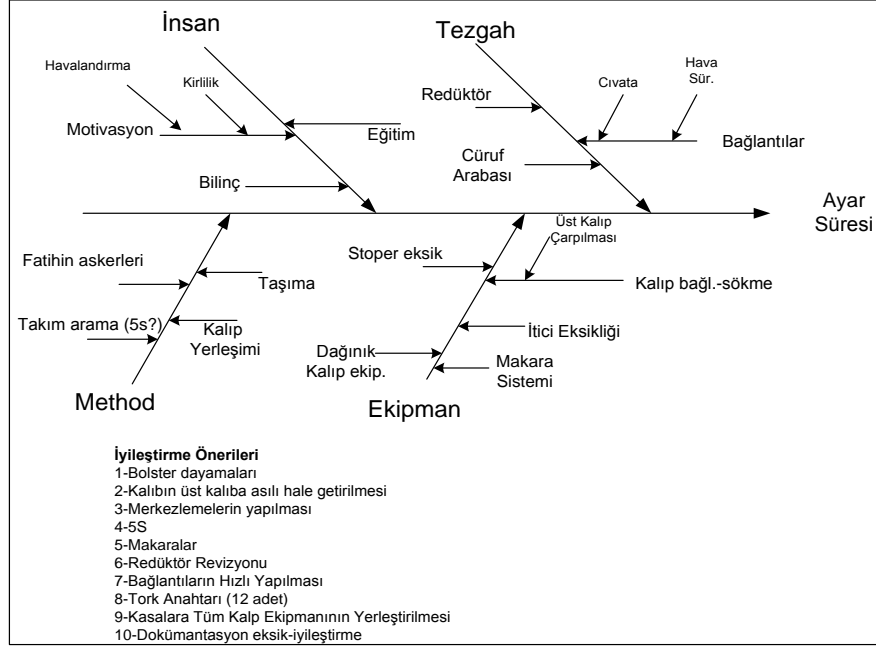 İnsan
Tezgah
Havalandırma
Kirlilik
Motivasyon
Eğitim
Bilinç
Redüktör
Cıvata
Hava
Sür.
Bağlantılar
Cüruf
Arabası
Ayar
Süresi
Fatihin askerleri
Taşıma
Takım arama (5s?)
Kalıp
Yerleşimi
Method
Stoper eksik
Üst Kalıp
Çarpılması
Kalıp bağl.-sökme
İtici Eksikliği
Dağınık
Kalıp ekip.
Makara
Sistemi
Ekipman
İyileştirme Önerileri
1-Bolster dayamaları
2-Kalıbın üst kalıba asılı hale getirilmesi
3-Merkezlemelerin yapılması
4-5S
5-Makaralar
6-Redüktör Revizyonu
7-Bağlantıların Hızlı Yapılması
8-Tork Anahtarı (12 adet)
9-Kasalara Tüm Kalp Ekipmanının Yerleştirilmesi
10-Dokümantasyon eksik-iyileştirme